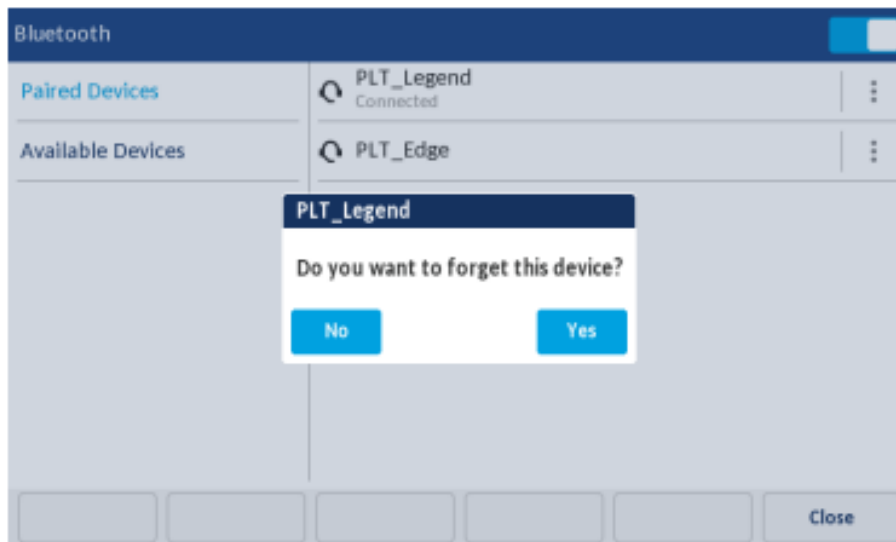 Bluetooth
Paired Devices
PLT_Legend
Connected
Available Devices
PLT_Edge
PLT_Legend
Do you want to forget this device?
No
Yes
Close